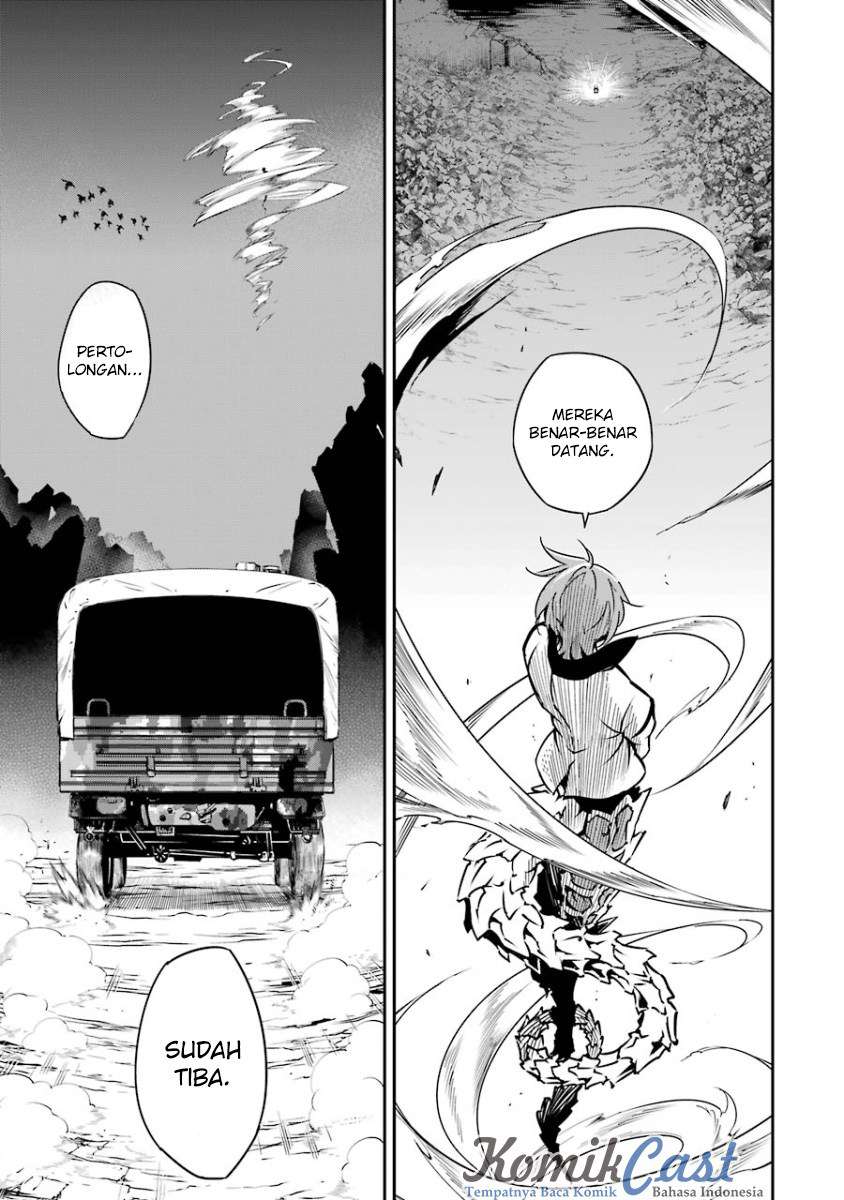 MEREKA
BENAR-BENAR
DATANG.
PERTO-
LONGAN...
SUDAH
TIBA.
KomikCast
Tempatnya Baca Komik Bahasa Indonesia